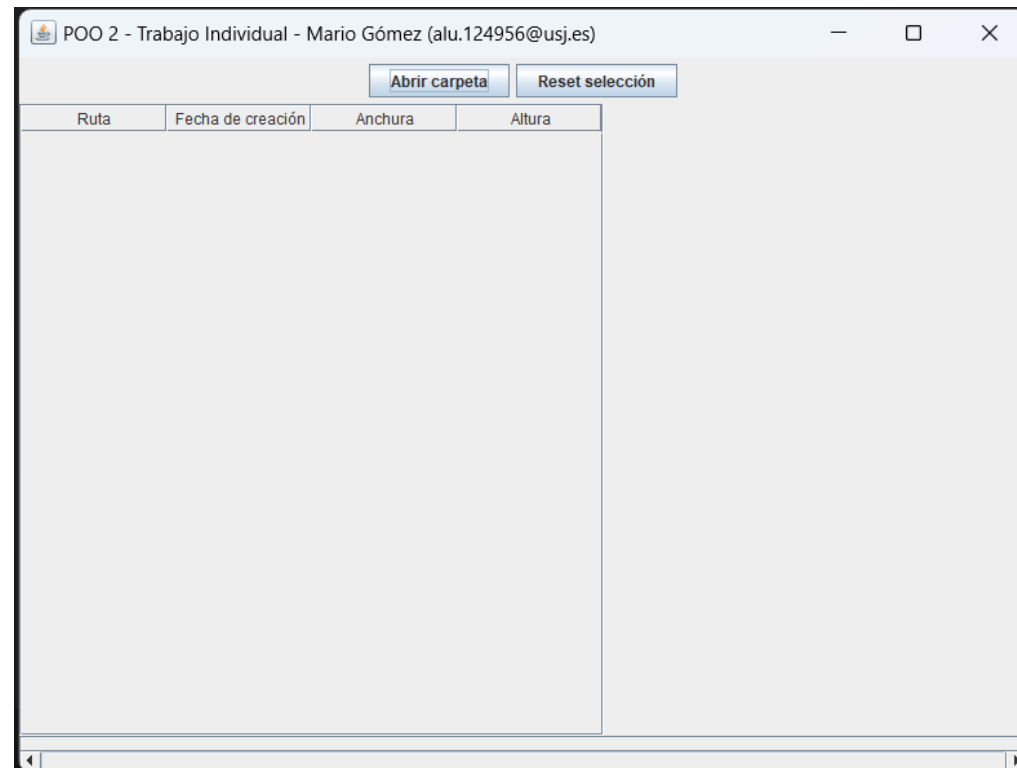 POO 2 - Trabajo Individual - Mario Gómez (alu.124956@usj.es)
Abrir carpeta Reset selección
Ruta Fecha de creación Anchura Altura